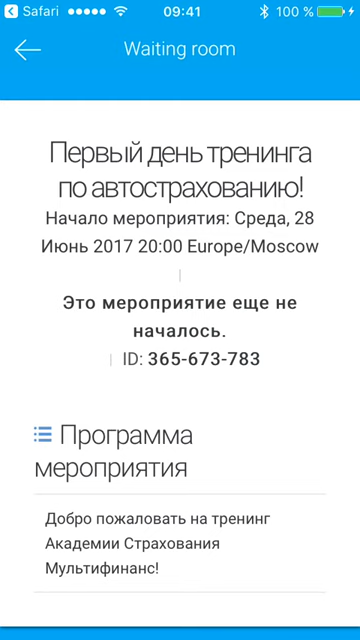 Safari 09:41 100 %
Waiting room
Первый день тренинга
по автострахованию!
Начало мероприятия: Среда, 28
Июнь 2017 20:00 Europe/Moscow
|
Это мероприятие еще не
началось.
| ID: 365-673-783
Программа
мероприятия
Добро пожаловать на тренинг
Академии Страхования
Мультифинанс!